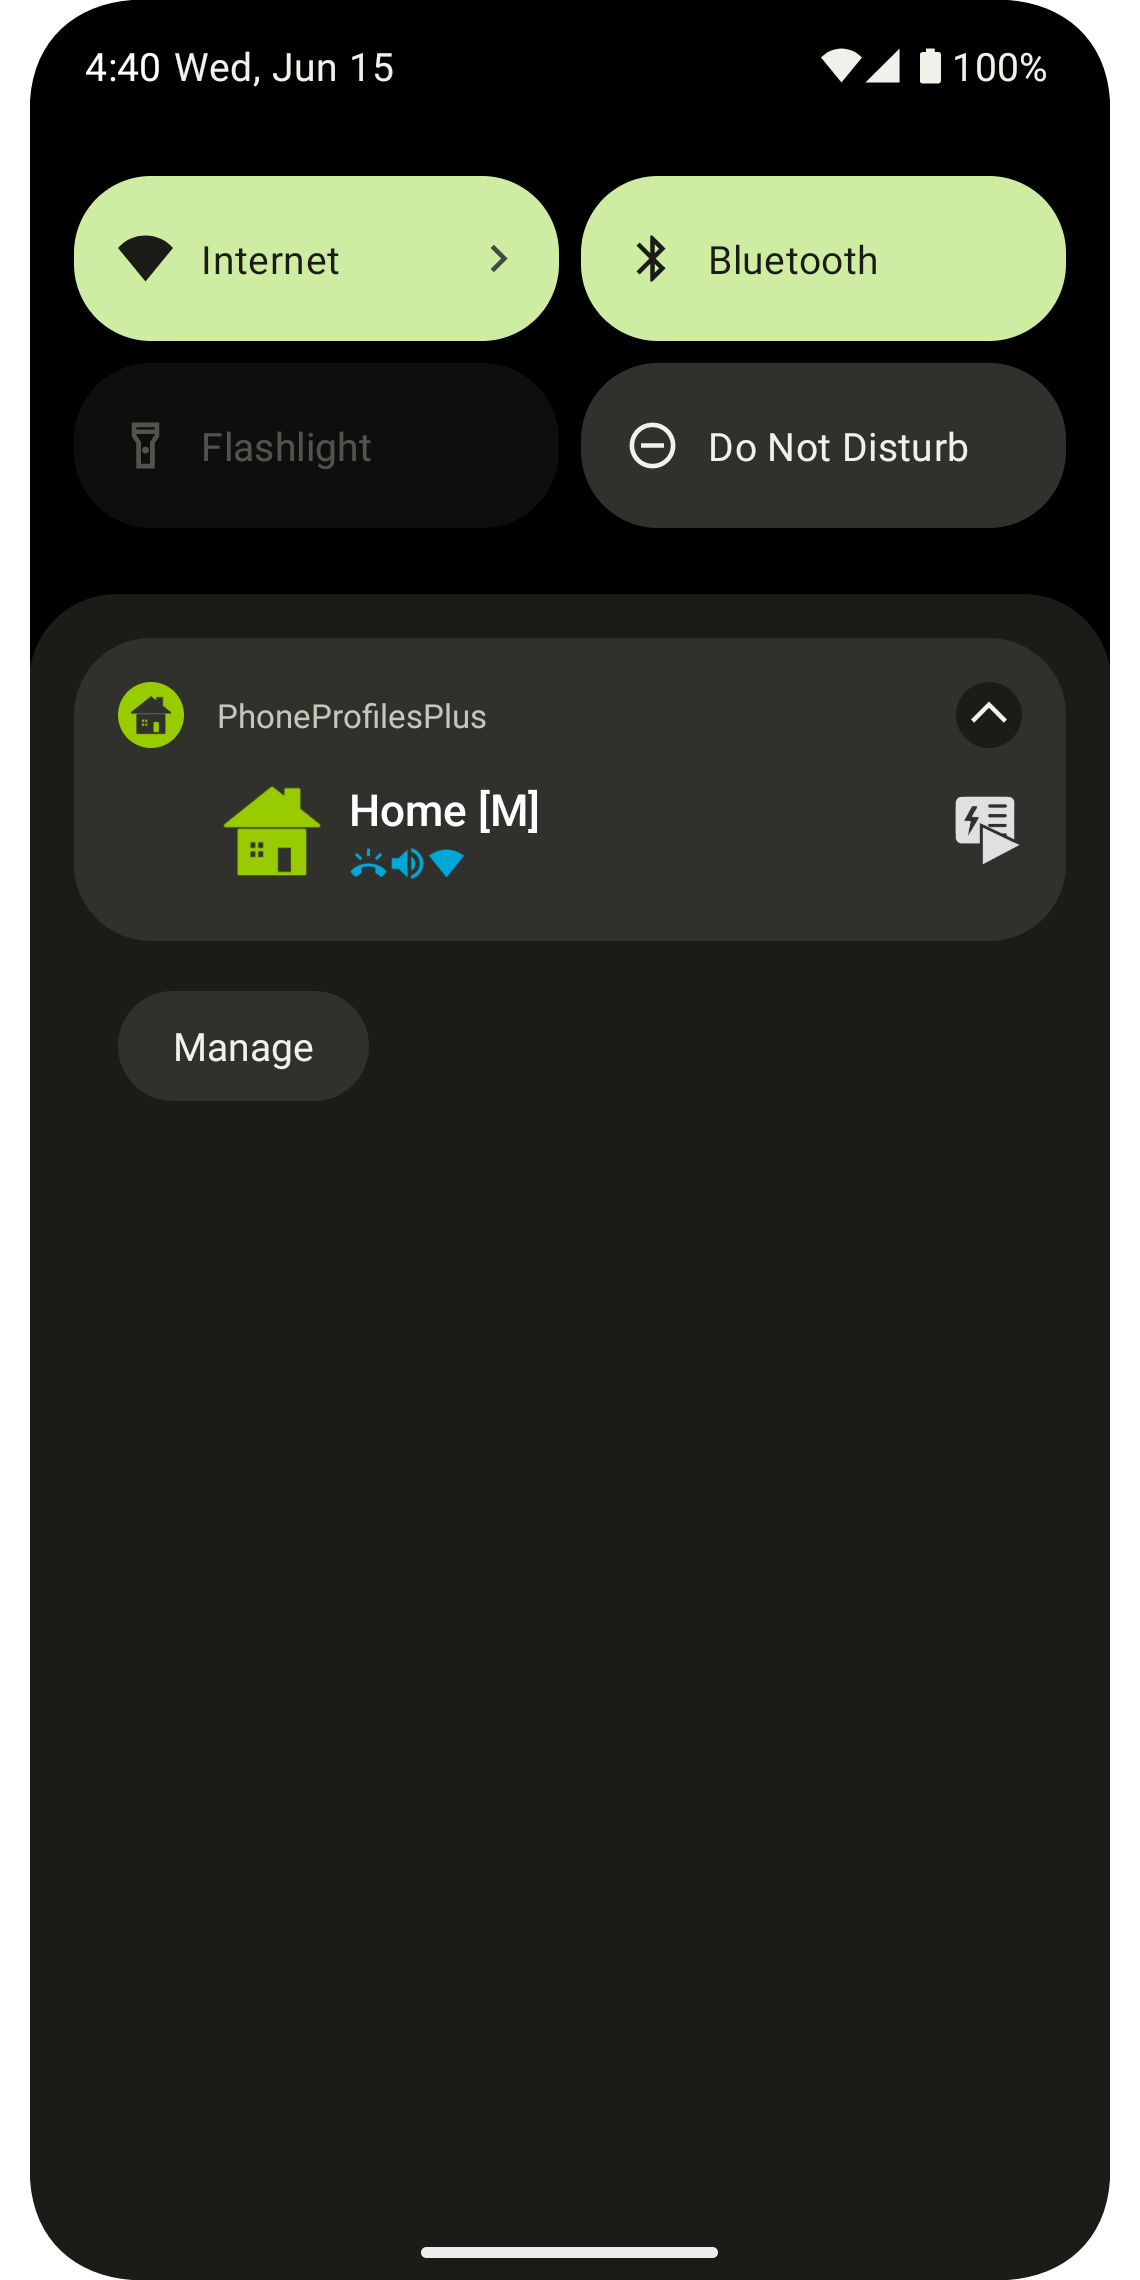 4:40 Wed, Jun 15 100%
Internet Bluetooth
Flashlight Do Not Disturb
PhoneProfilesPlus
Home [M]
Manage